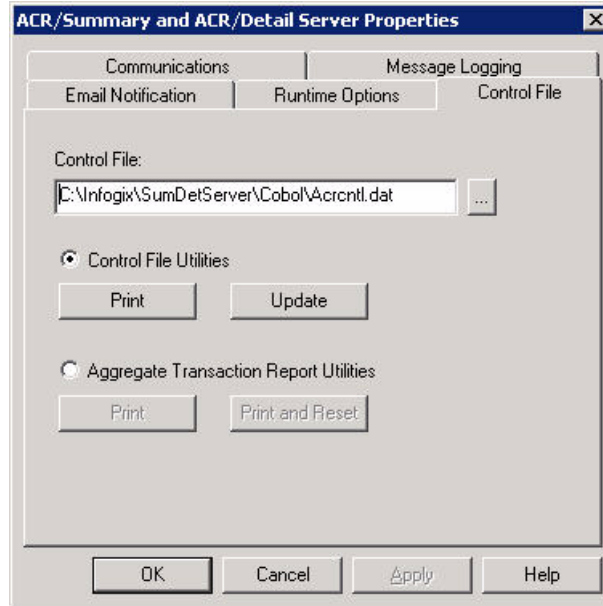 ACR/Summary and ACR/Detail Server Properties
Communications Message Logging
Email Notification Runtime Options Control File
Control File:
C:\Infogix\SumDetServer\Cobol\Acrcntl.dat ...
Control File Utilities
Print Update
Aggregate Transaction Report Utilities
Print Print and Reset
OK Cancel Apply Help